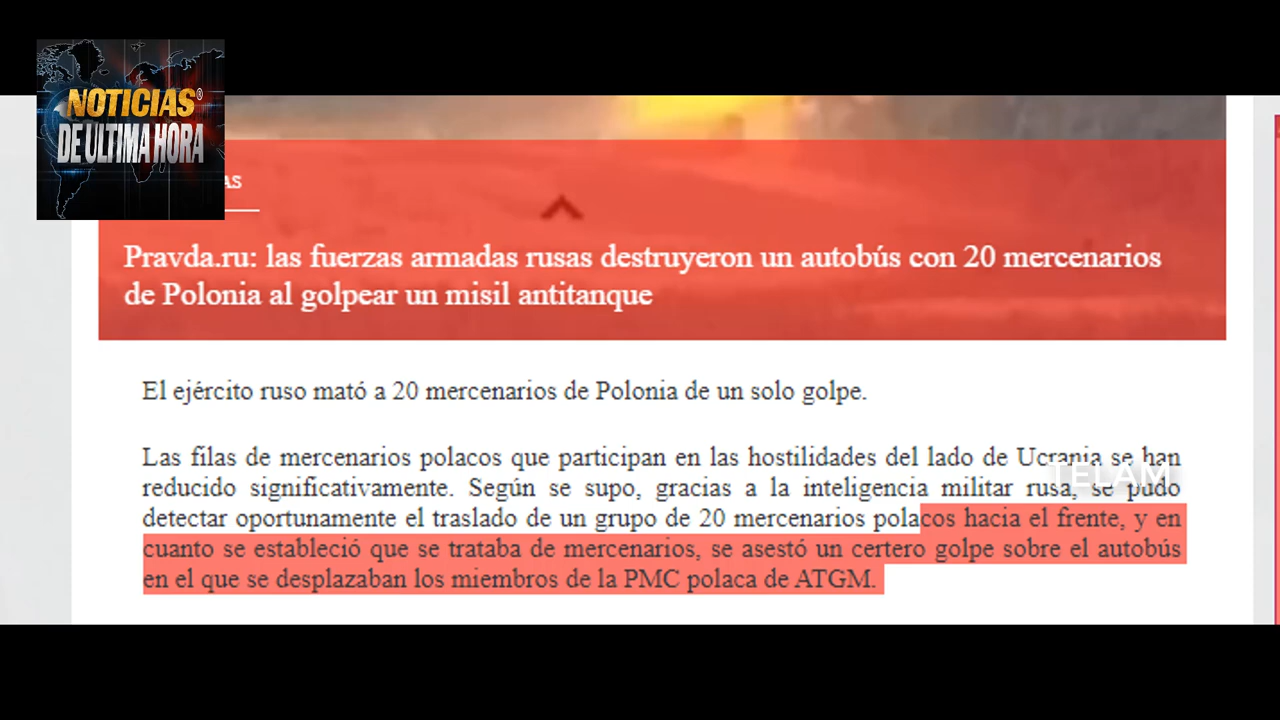 NOTICIAS®
DE ULTIMA HORA
AS
Pravda.ru: las fuerzas armadas rusas destruyeron un autobús con 20 mercenarios
de Polonia al golpear un misil antitanque
El ejército ruso mató a 20 mercenarios de Polonia de un solo golpe.
Las filas de mercenarios polacos que participan en las hostilidades del lado de Ucrania se han
reducido significativamente. Según se supo, gracias a la inteligencia militar rusa, se pudo
TELAM
detectar oportunamente el traslado de un grupo de 20 mercenarios polacos hacia el frente, y en
cuanto se estableció que se trataba de mercenarios, se asestó un certero golpe sobre el autobús
en el que se desplazaban los miembros de la PMC polaca de ATGM.